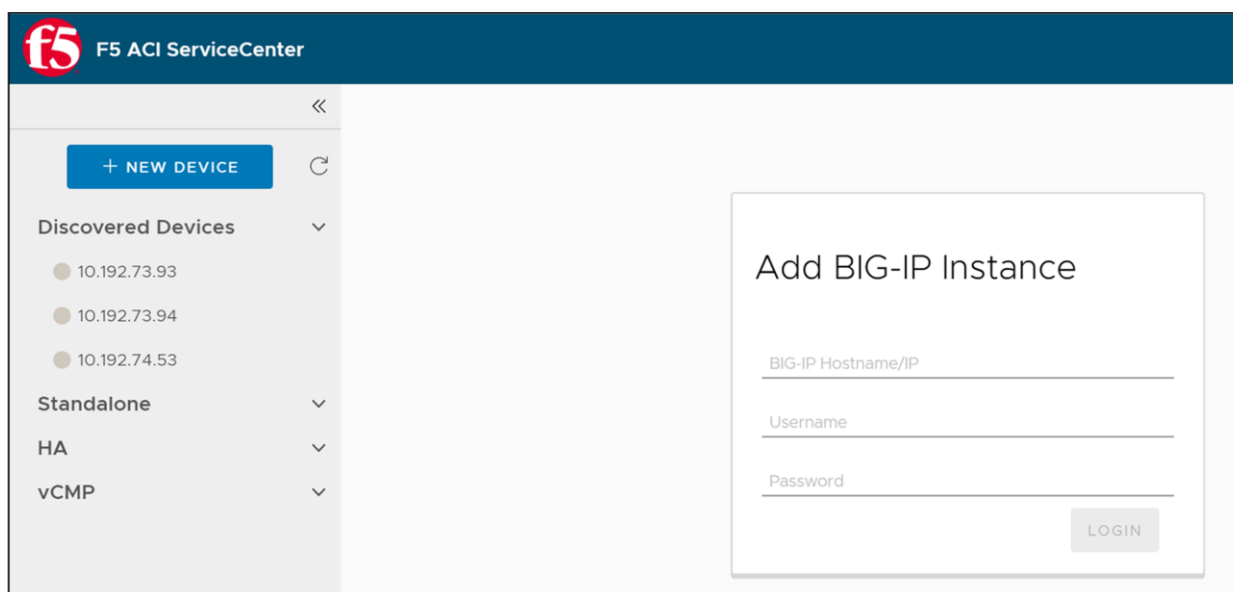 f5 F5 ACI ServiceCenter
+ NEW DEVICE
Discovered Devices
10.192.73.93
10.192.73.94
10.192.74.53
Standalone
HA
vCMP
Add BIG-IP Instance
BIG-IP Hostname/IP
Username
Password
LOGIN